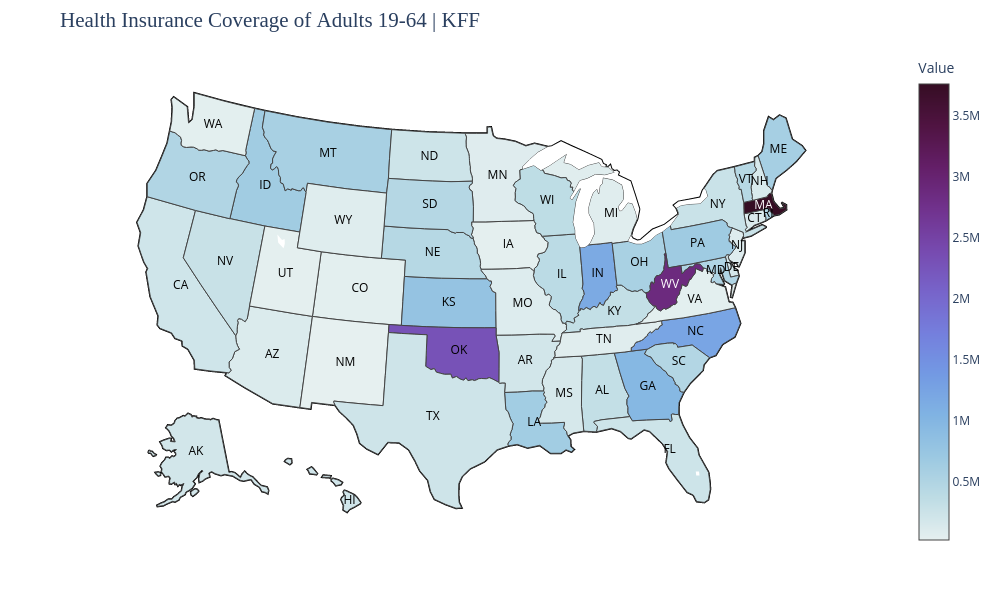 Health Insurance Coverage of Adults 19-64 | KFF
Value
3.5M
3M
2.5M
2M
1.5M
1M
0.5M
WA
OR
ID
MT
ND
MN
WI
MI
ME
VT
NH
NY
MA
CT
RI
PA
NJ
MD
DE
WV
VA
OH
IN
IL
IA
SD
NE
WY
NV
UT
CO
KS
MO
KY
CA
AZ
NM
OK
AR
TN
NC
SC
GA
AL
MS
LA
TX
FL
AK
HI